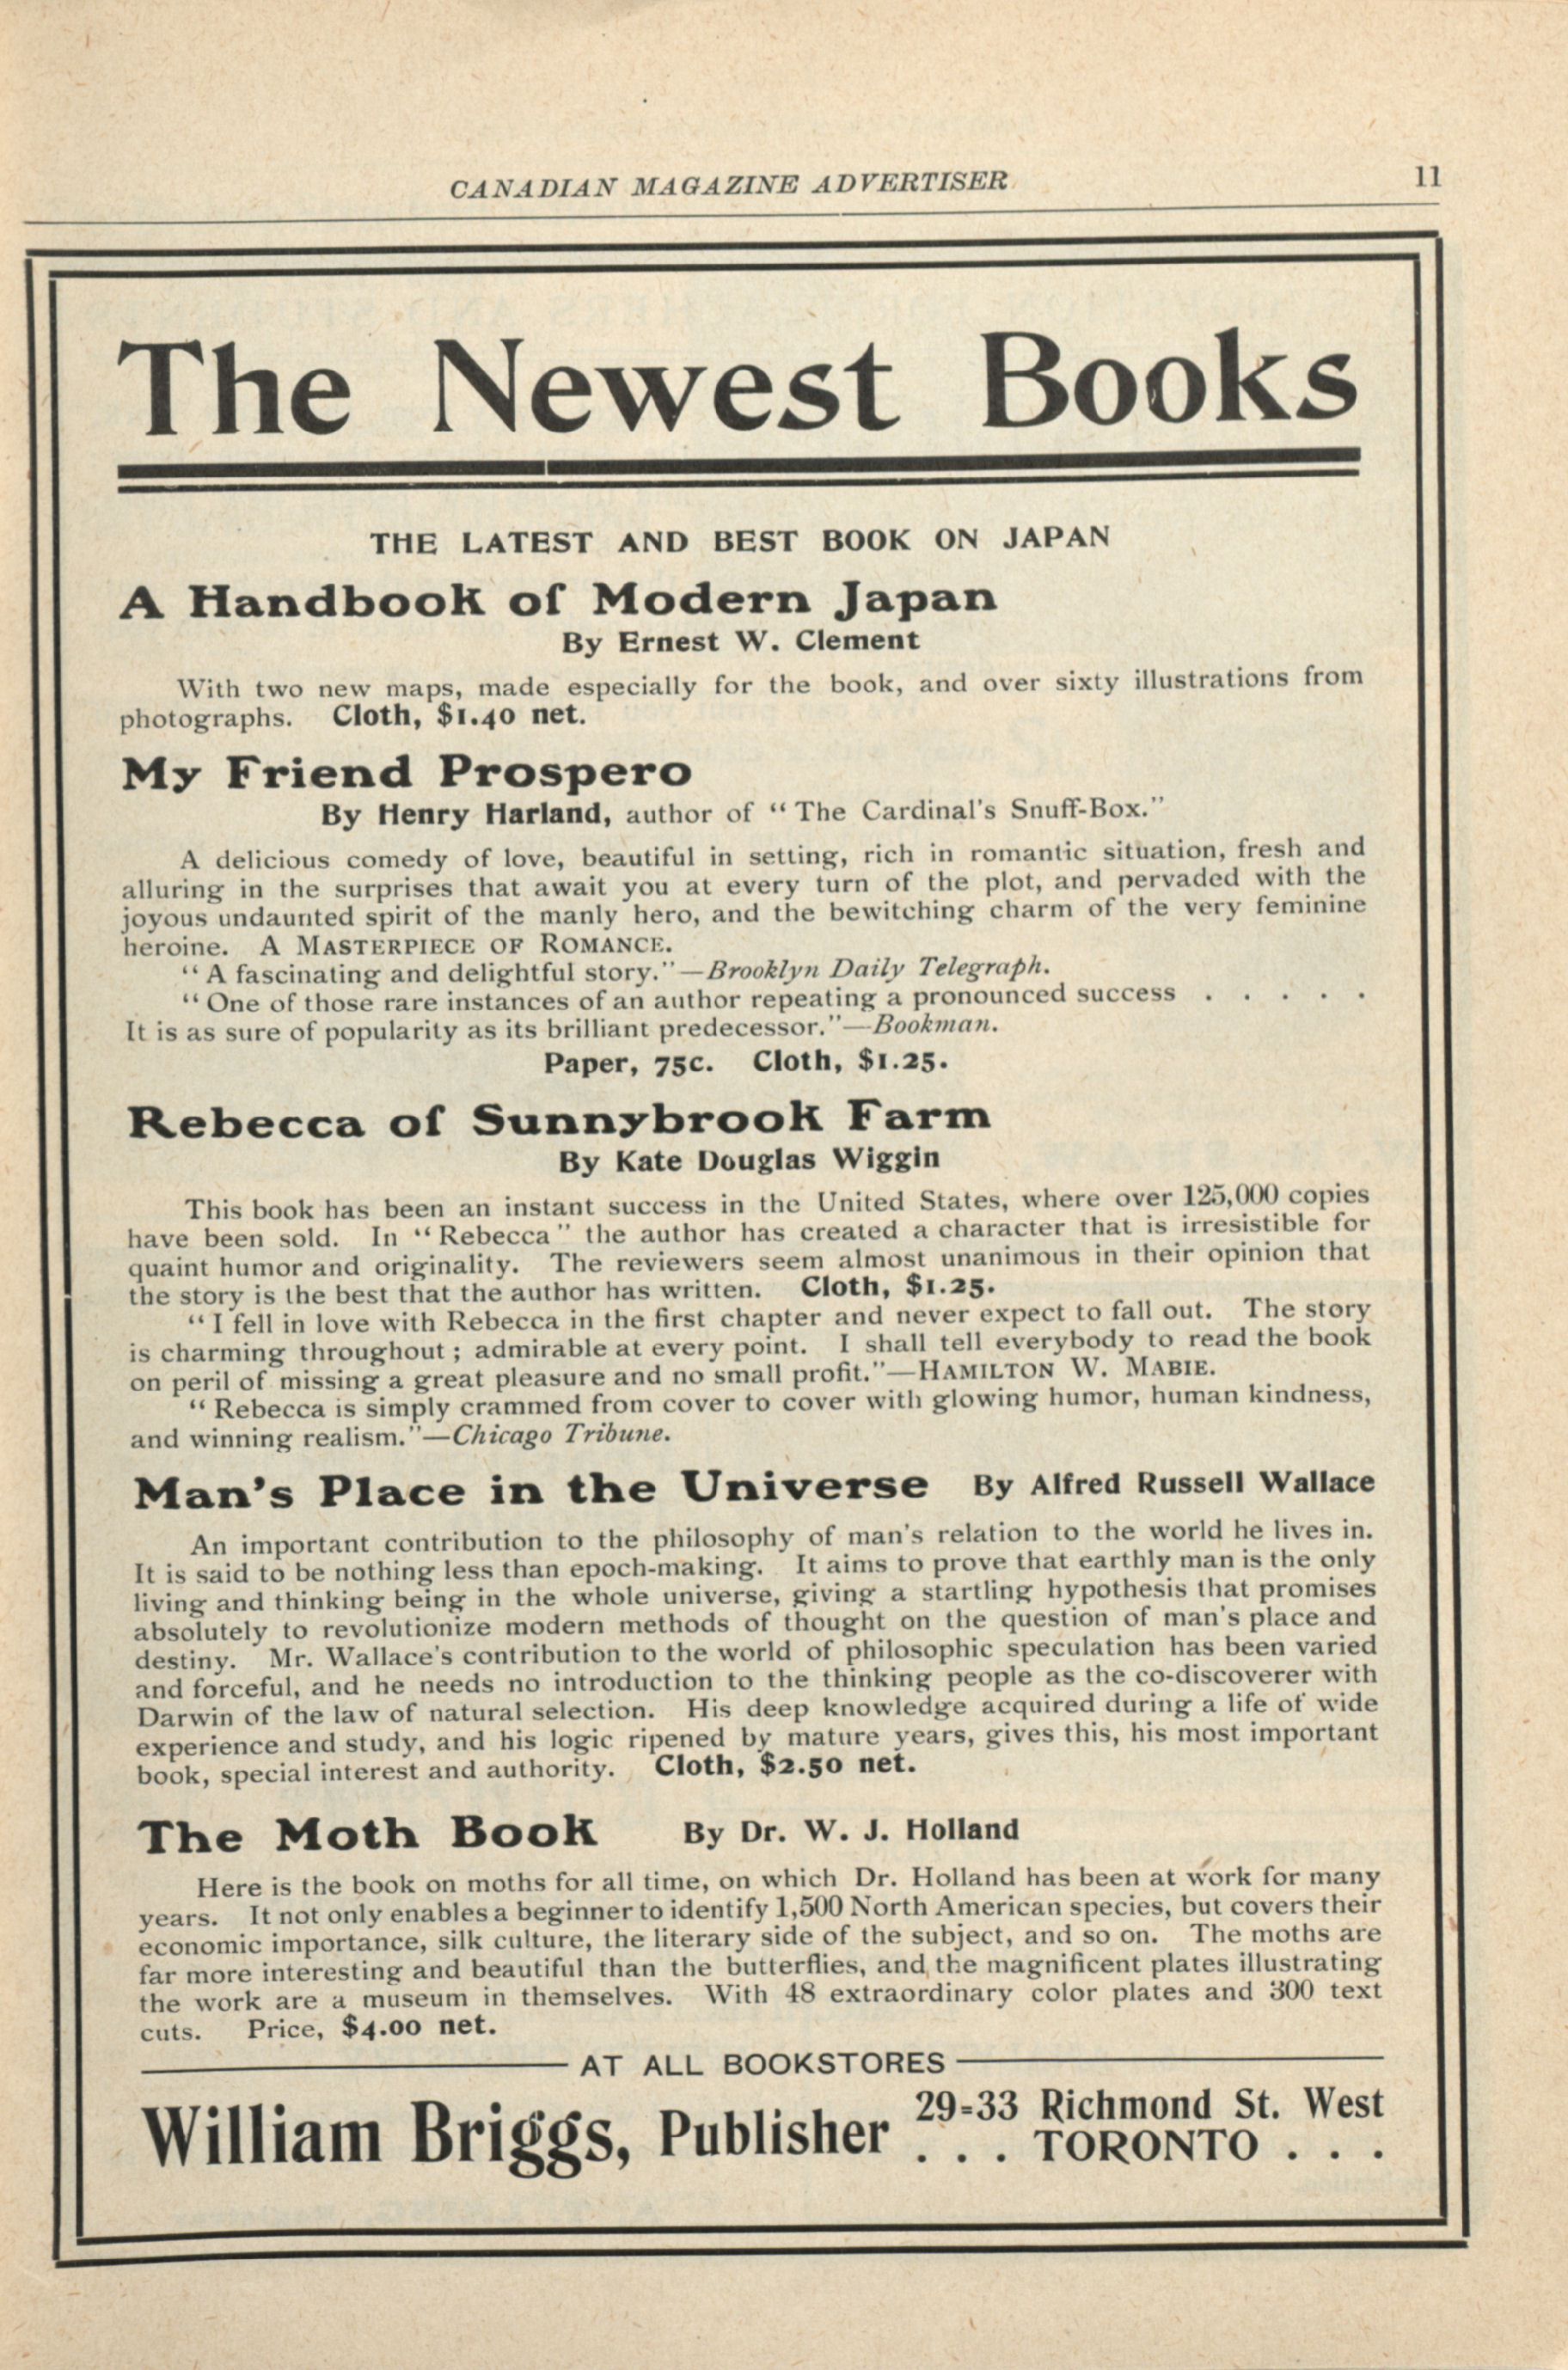 CANADIAN MAGAZINE ADVERTISER
11
The Newest Books
THE LATEST AND BEST BOOK ON JAPAN
A Handbook of Modern Japan
By Ernest W. Clement
With two new maps, made especially for the book, and over sixty illustrations from
photographs. Cloth, $1.40 net.
My Friend Prospero
By Henry Harland, author of "The Cardinal's Snuff-Box."
A delicious comedy of love, beautiful in setting, rich in romantic situation, fresh and
alluring in the surprises that await you at every turn of the plot, and pervaded with the
joyous undaunted spirit of the manly hero, and the bewitching charm of the very feminine
heroine. A MASTERPIECE OF ROMANCE.
"A fascinating and delightful story."—Brooklyn Daily Telegraph.
"One of those rare instances of an author repeating a pronounced success . . . . .
It is as sure of popularity as its brilliant predecessor."—Bookman.
Paper, 75c. Cloth, $1.25.
Rebecca of Sunnybrook Farm
By Kate Douglas Wiggin
This book has been an instant success in the United States, where over 125,000 copies
have been sold. In "Rebecca" the author has created a character that is irresistible for
quaint humor and originality. The reviewers seem almost unanimous in their opinion that
the story is the best that the author has written. Cloth, $1.25.
"I fell in love with Rebecca in the first chapter and never expect to fall out. The story
is charming throughout; admirable at every point. I shall tell everybody to read the book
on peril of missing a great pleasure and no small profit."—HAMILTON W. MABIE.
"Rebecca is simply crammed from cover to cover with glowing humor, human kindness,
and winning realism."—Chicago Tribune.
Man's Place in the Universe By Alfred Russell Wallace
An important contribution to the philosophy of man's relation to the world he lives in.
It is said to be nothing less than epoch-making. It aims to prove that earthly man is the only
living and thinking being in the whole universe, giving a startling hypothesis that promises
absolutely to revolutionize modern methods of thought on the question of man's place and
destiny. Mr. Wallace's contribution to the world of philosophic speculation has been varied
and forceful, and he needs no introduction to the thinking people as the co-discoverer with
Darwin of the law of natural selection. His deep knowledge acquired during a life of wide
experience and study, and his logic ripened by mature years, gives this, his most important
book, special interest and authority. Cloth, $2.50 net.
The Moth Book By Dr. W. J. Holland
Here is the book on moths for all time, on which Dr. Holland has been at work for many
years. It not only enables a beginner to identify 1,500 North American species, but covers their
economic importance, silk culture, the literary side of the subject, and so on. The moths are
far more interesting and beautiful than the butterflies, and the magnificent plates illustrating
the work are a museum in themselves. With 48 extraordinary color plates and 300 text
cuts. Price, $4.00 net.
AT ALL BOOKSTORES
William Briggs, Publisher
29-33 Richmond St. West
. . . TORONTO . . .